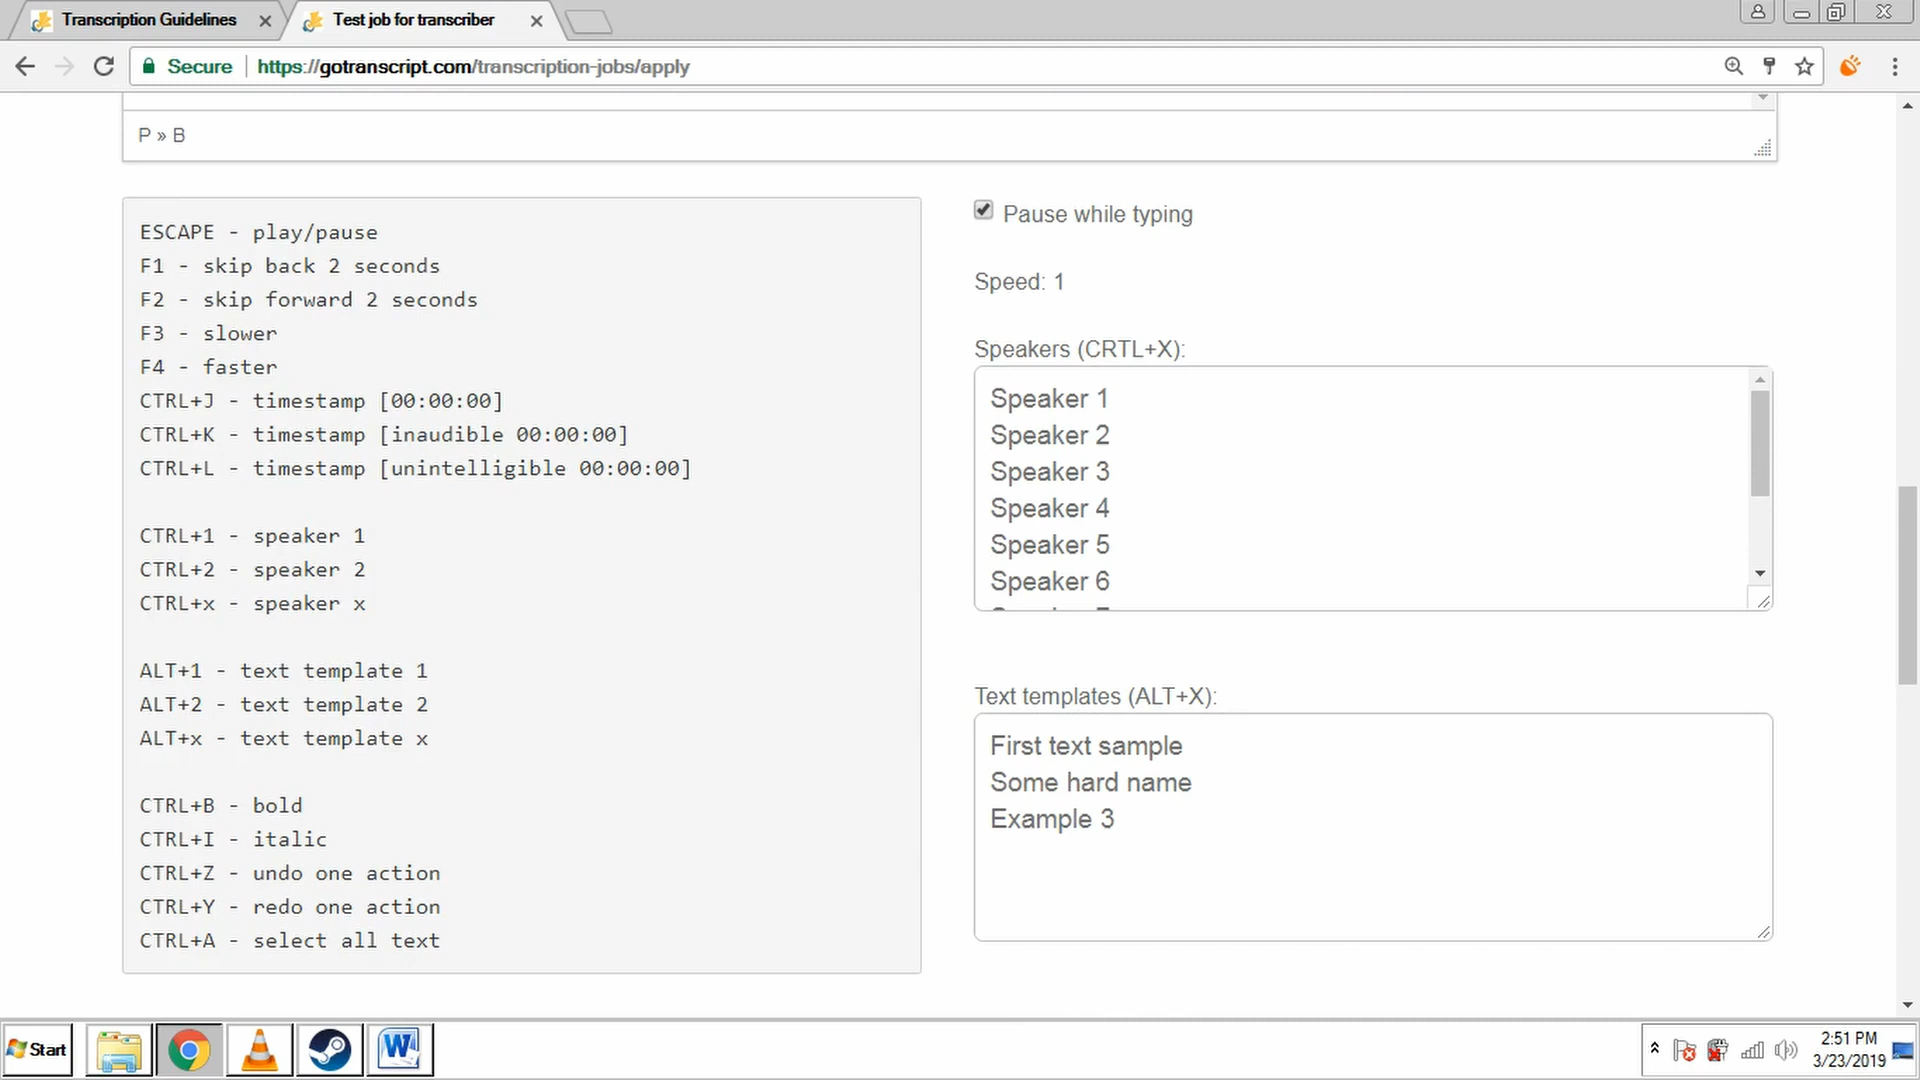 Transcription Guidelines
Test job for transcriber
Secure
https://gotranscript.com/transcription-jobs/apply
P » B
ESCAPE - play/pause
F1 - skip back 2 seconds
F2 - skip forward 2 seconds
F3 - slower
F4 - faster
CTRL+J - timestamp [00:00:00]
CTRL+K - timestamp [inaudible 00:00:00]
CTRL+L - timestamp [unintelligible 00:00:00]
CTRL+1 - speaker 1
CTRL+2 - speaker 2
CTRL+x - speaker x
ALT+1 - text template 1
ALT+2 - text template 2
ALT+x - text template x
CTRL+B - bold
CTRL+I - italic
CTRL+Z - undo one action
CTRL+Y - redo one action
CTRL+A - select all text
Pause while typing
Speed: 1
Speakers (CRTL+X):
Speaker 1
Speaker 2
Speaker 3
Speaker 4
Speaker 5
Speaker 6
Text templates (ALT+X):
First text sample
Some hard name
Example 3
Start
2:51 PM
3/23/2019